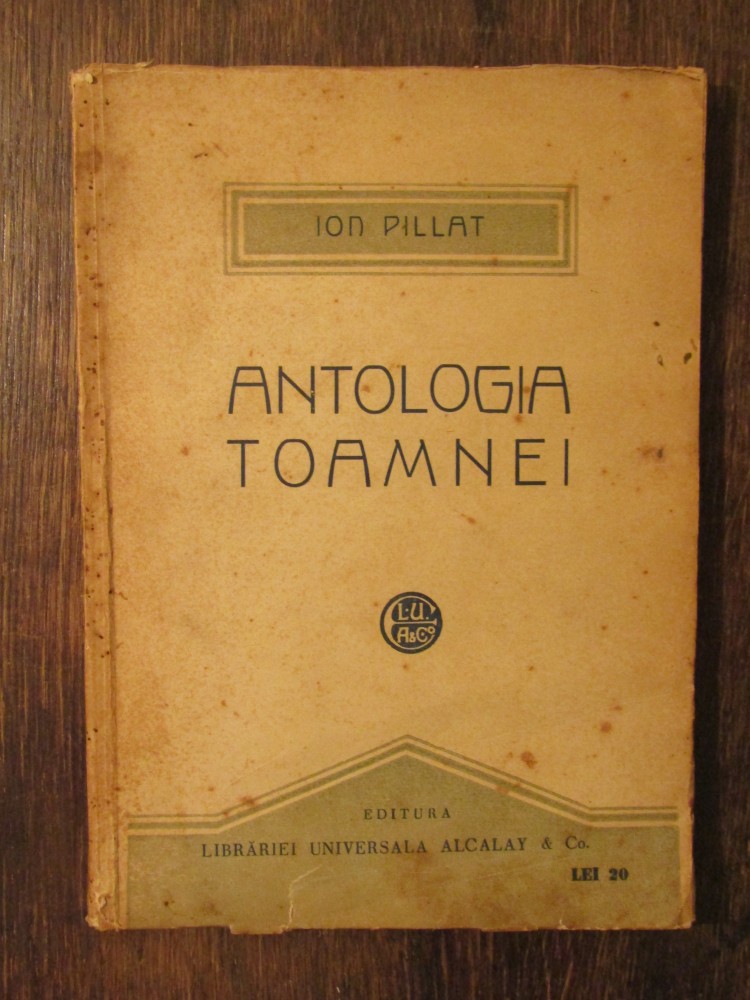 ION PILLAT
ANTOLOGIA
TOAMNEI
L.U.
A&Co
EDITURA
LIBRĂRIEI UNIVERSALA ALCALAY & Co.
LEI 20